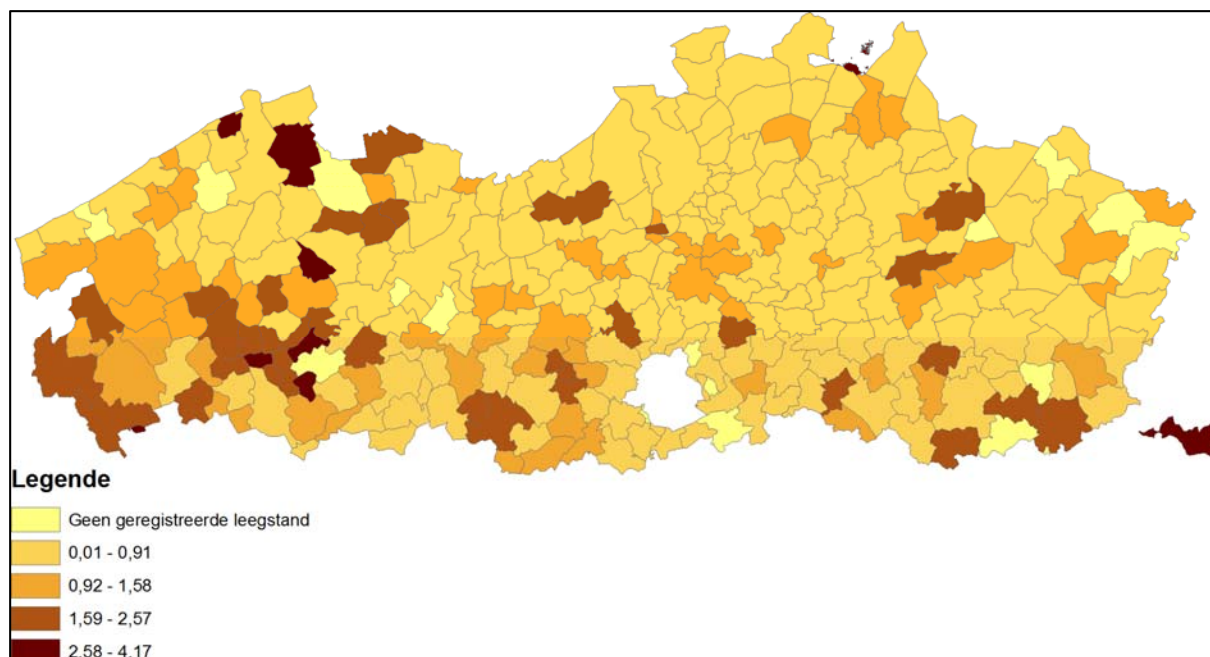 Legende
Geen geregistreerde leegstand
0,01 - 0,91
0,92 - 1,58
1,59 - 2,57
2,58 - 4,17